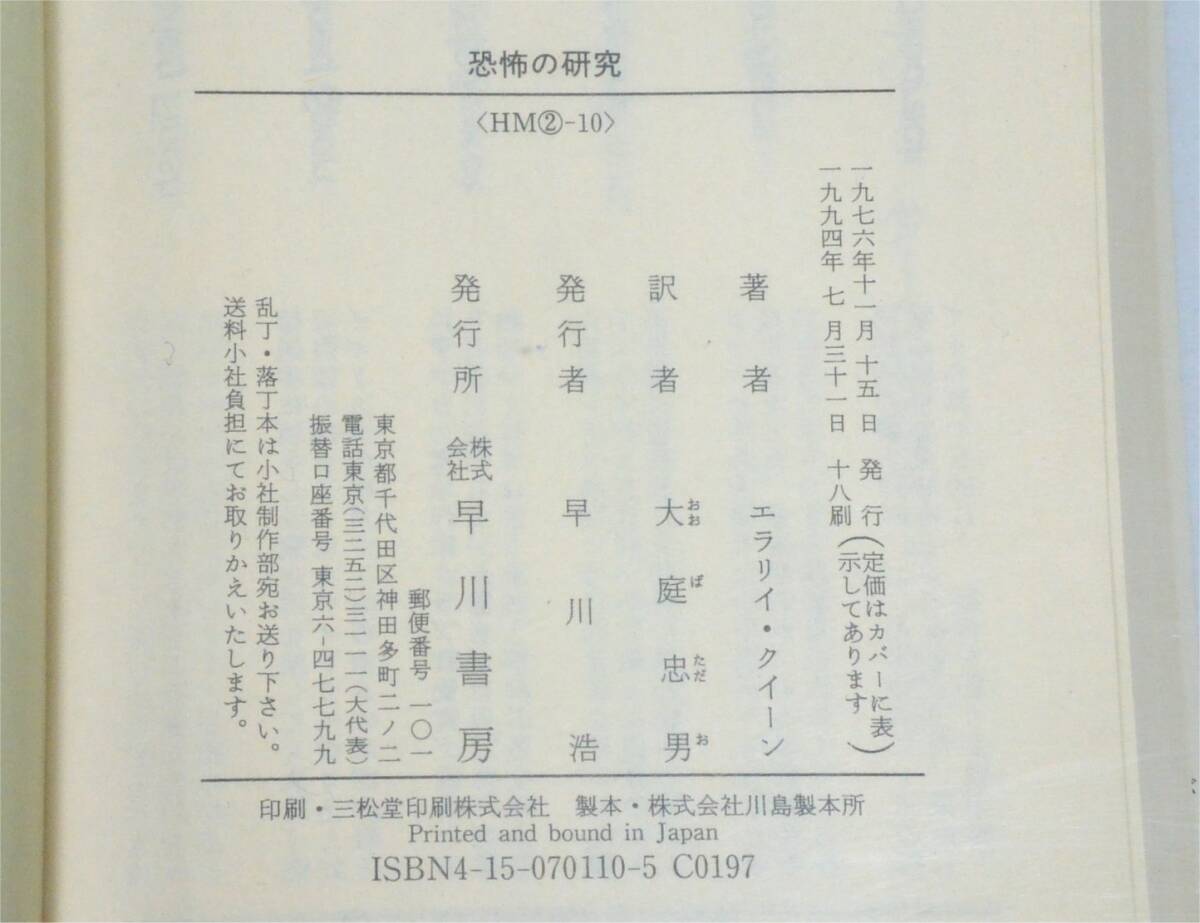 恐怖の研究
〈HM②-10〉
一九七六年十一月 十五日 発 行
一九九四年 七 月三十一日 十八刷
(定価はカバーに表
示してあります)
著者 エラリイ・クイーン
訳者 大庭忠男
おお ば ただ お
発行者 早川 浩
発行所 株式会社 早川書房
郵便番号 一〇一
東京都千代田区神田多町二ノ二
電話東京(三二五二)三一一一(大代表)
振替口座番号 東京六-四七七九九
乱丁・落丁本は小社制作部宛お送り下さい。
送料小社負担にてお取りかえいたします。
印刷・三松堂印刷株式会社 製本・株式会社川島製本所
Printed and bound in Japan
ISBN4-15-070110-5 C0197